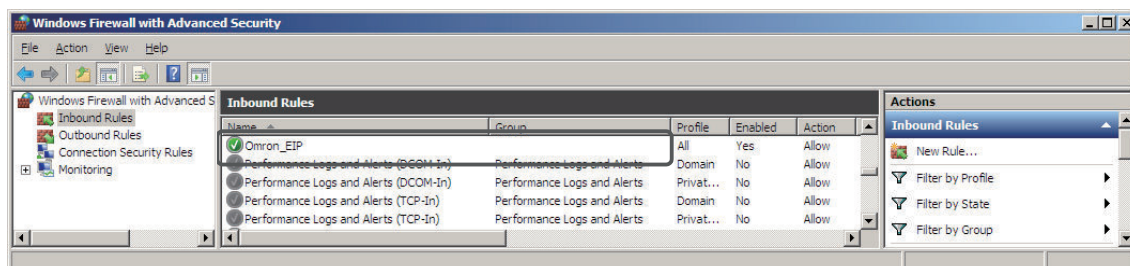 Windows Firewall with Advanced Security
File Action View Help
Windows Firewall with Advanced S
Inbound Rules
Outbound Rules
Connection Security Rules
Monitoring
Inbound Rules
Name Group Profile Enabled Action
Omron_EIP All Yes Allow
Performance Logs and Alerts (DCOM-In) Performance Logs and Alerts Domain No Allow
Performance Logs and Alerts (DCOM-In) Performance Logs and Alerts Privat... No Allow
Performance Logs and Alerts (TCP-In) Performance Logs and Alerts Domain No Allow
Performance Logs and Alerts (TCP-In) Performance Logs and Alerts Privat... No Allow
Actions
Inbound Rules
New Rule...
Filter by Profile
Filter by State
Filter by Group